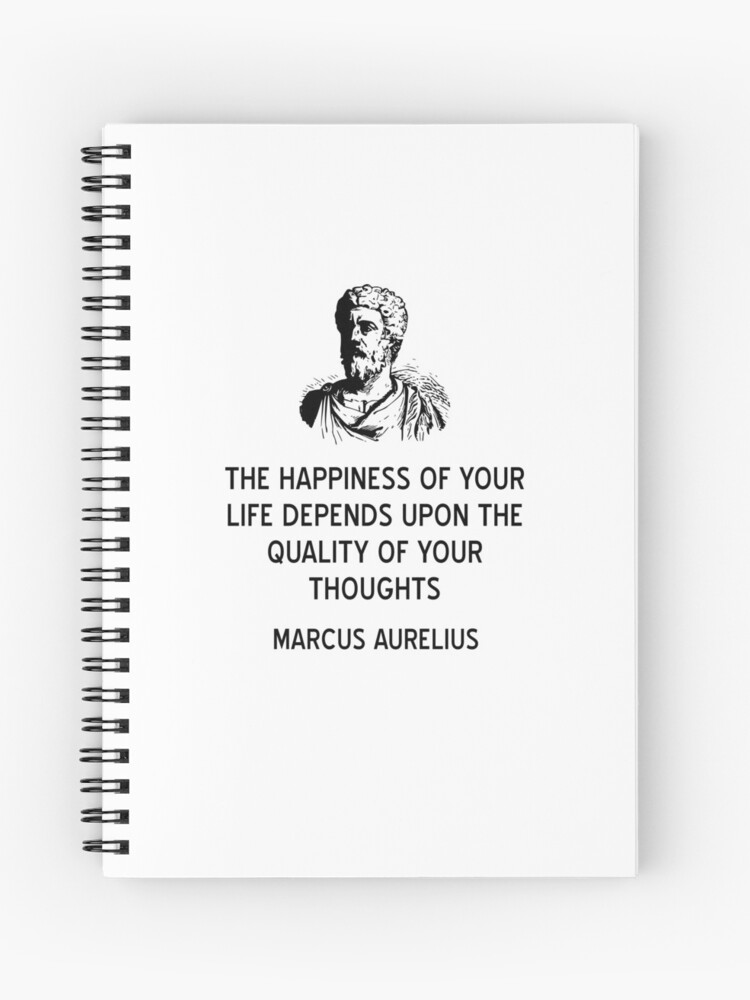 THE HAPPINESS OF YOUR
LIFE DEPENDS UPON THE
QUALITY OF YOUR
THOUGHTS
MARCUS AURELIUS